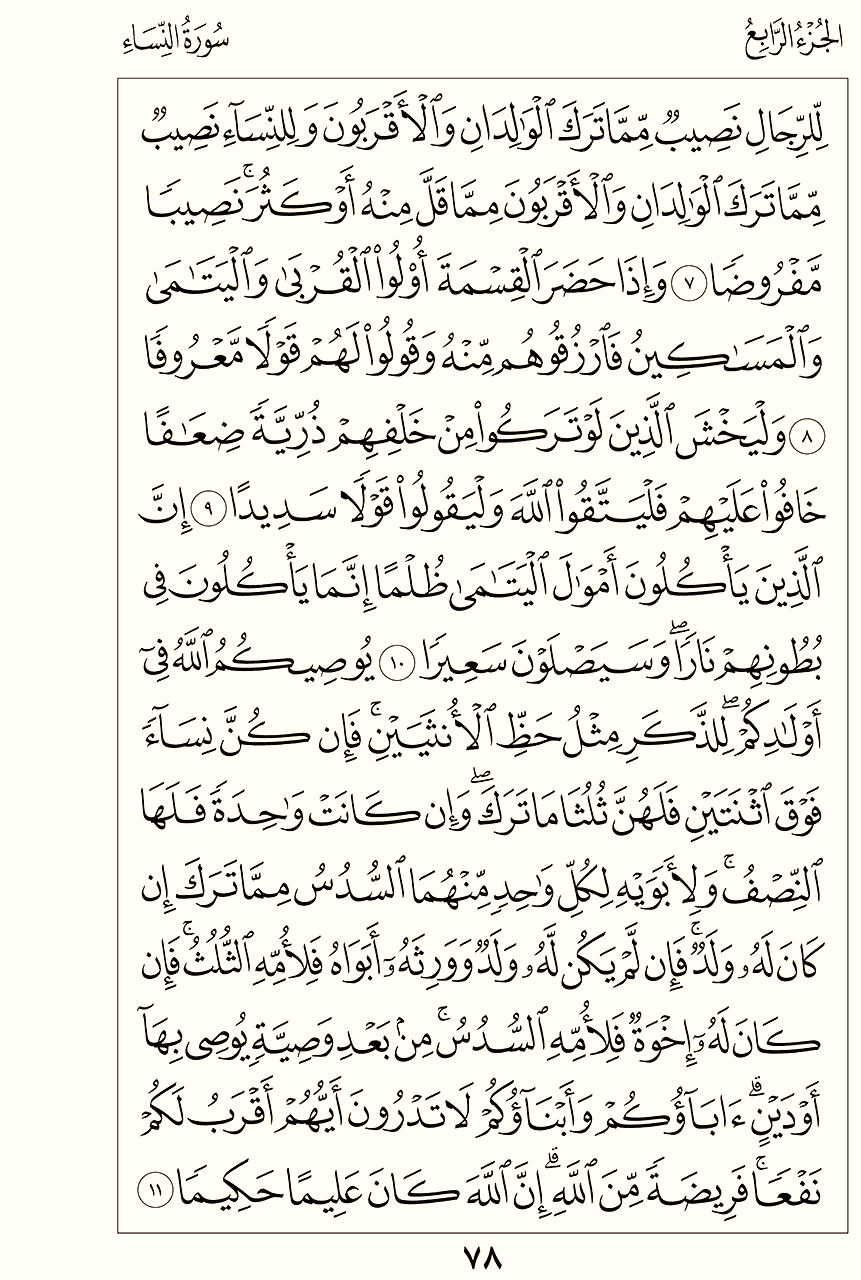 الجُزْءُ الرَّابِعُ
سُورَةُ النِّسَاءِ
لِّلرِّجَالِ نَصِيبٞ مِّمَّا تَرَكَ ٱلۡوَٰلِدَانِ وَٱلۡأَقۡرَبُونَ وَلِلنِّسَآءِ نَصِيبٞ
مِّمَّا تَرَكَ ٱلۡوَٰلِدَانِ وَٱلۡأَقۡرَبُونَ مِمَّا قَلَّ مِنۡهُ أَوۡ كَثُرَۚ نَصِيبٗا
مَّفۡرُوضٗا ٧ وَإِذَا حَضَرَ ٱلۡقِسۡمَةَ أُوْلُواْ ٱلۡقُرۡبَىٰ وَٱلۡيَتَٰمَىٰ
وَٱلۡمَسَٰكِينُ فَٱرۡزُقُوهُم مِّنۡهُ وَقُولُواْ لَهُمۡ قَوۡلٗا مَّعۡرُوفٗا
٨ وَلۡيَخۡشَ ٱلَّذِينَ لَوۡ تَرَكُواْ مِنۡ خَلۡفِهِمۡ ذُرِّيَّةٗ ضِعَٰفًا
خَافُواْ عَلَيۡهِمۡ فَلۡيَتَّقُواْ ٱللَّهَ وَلۡيَقُولُواْ قَوۡلٗا سَدِيدًا ٩ إِنَّ
ٱلَّذِينَ يَأۡكُلُونَ أَمۡوَٰلَ ٱلۡيَتَٰمَىٰ ظُلۡمًا إِنَّمَا يَأۡكُلُونَ فِي
بُطُونِهِمۡ نَارٗاۖ وَسَيَصۡلَوۡنَ سَعِيرٗا ١٠ يُوصِيكُمُ ٱللَّهُ فِيٓ
أَوۡلَٰدِكُمۡۖ لِلذَّكَرِ مِثۡلُ حَظِّ ٱلۡأُنثَيَيۡنِۚ فَإِن كُنَّ نِسَآءٗ
فَوۡقَ ٱثۡنَتَيۡنِ فَلَهُنَّ ثُلُثَا مَا تَرَكَۖ وَإِن كَانَتۡ وَٰحِدَةٗ فَلَهَا
ٱلنِّصۡفُۚ وَلِأَبَوَيۡهِ لِكُلِّ وَٰحِدٖ مِّنۡهُمَا ٱلسُّدُسُ مِمَّا تَرَكَ إِن
كَانَ لَهُۥ وَلَدٞۚ فَإِن لَّمۡ يَكُن لَّهُۥ وَلَدٞ وَوَرِثَهُۥٓ أَبَوَاهُ فَلِأُمِّهِ ٱلثُّلُثُۚ فَإِن
كَانَ لَهُۥٓ إِخۡوَةٞ فَلِأُمِّهِ ٱلسُّدُسُۚ مِنۢ بَعۡدِ وَصِيَّةٖ يُوصِي بِهَآ
أَوۡ دَيۡنٍۗ ءَابَآؤُكُمۡ وَأَبۡنَآؤُكُمۡ لَا تَدۡرُونَ أَيُّهُمۡ أَقۡرَبُ لَكُمۡ
نَفۡعٗاۚ فَرِيضَةٗ مِّنَ ٱللَّهِۗ إِنَّ ٱللَّهَ كَانَ عَلِيمًا حَكِيمٗا ١١
٧٨